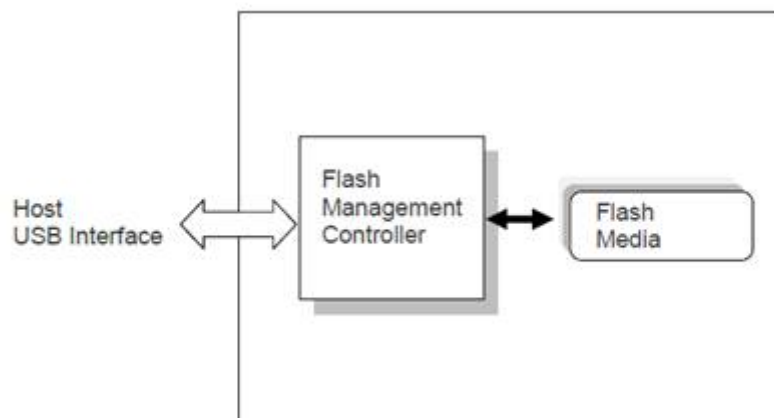 Host
USB Interface
Flash
Management
Controller
Flash
Media